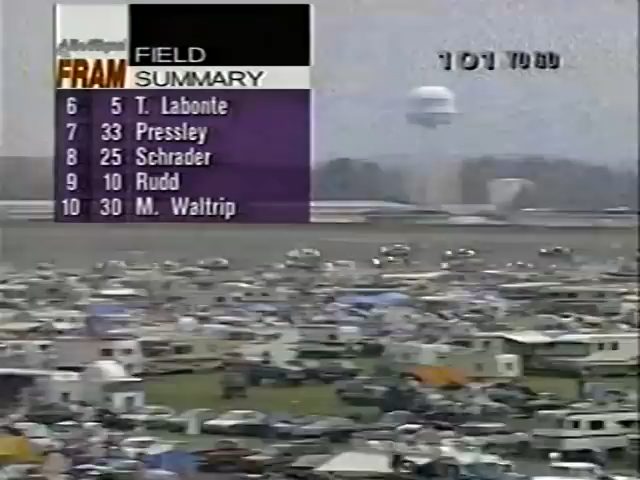 AlliedSignal
FRAM
FIELD
SUMMARY
101 TO GO
6 5 T. Labonte
7 33 Pressley
8 25 Schrader
9 10 Rudd
10 30 M. Waltrip